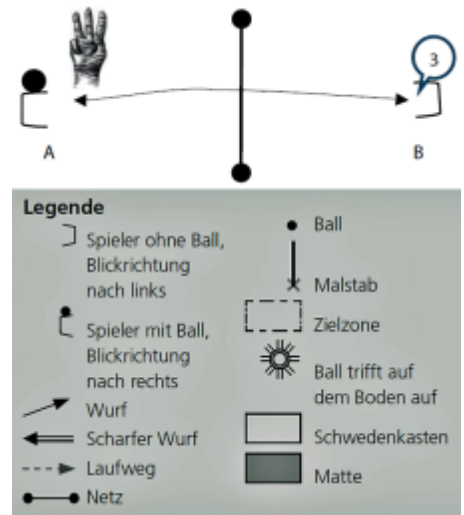 3
A
B
Legende
Spieler ohne Ball,
Blickrichtung
nach links
Spieler mit Ball,
Blickrichtung
nach rechts
Wurf
Scharfer Wurf
Laufweg
Netz
Ball
Malstab
Zielzone
Ball trifft auf
dem Boden auf
Schwedenkasten
Matte